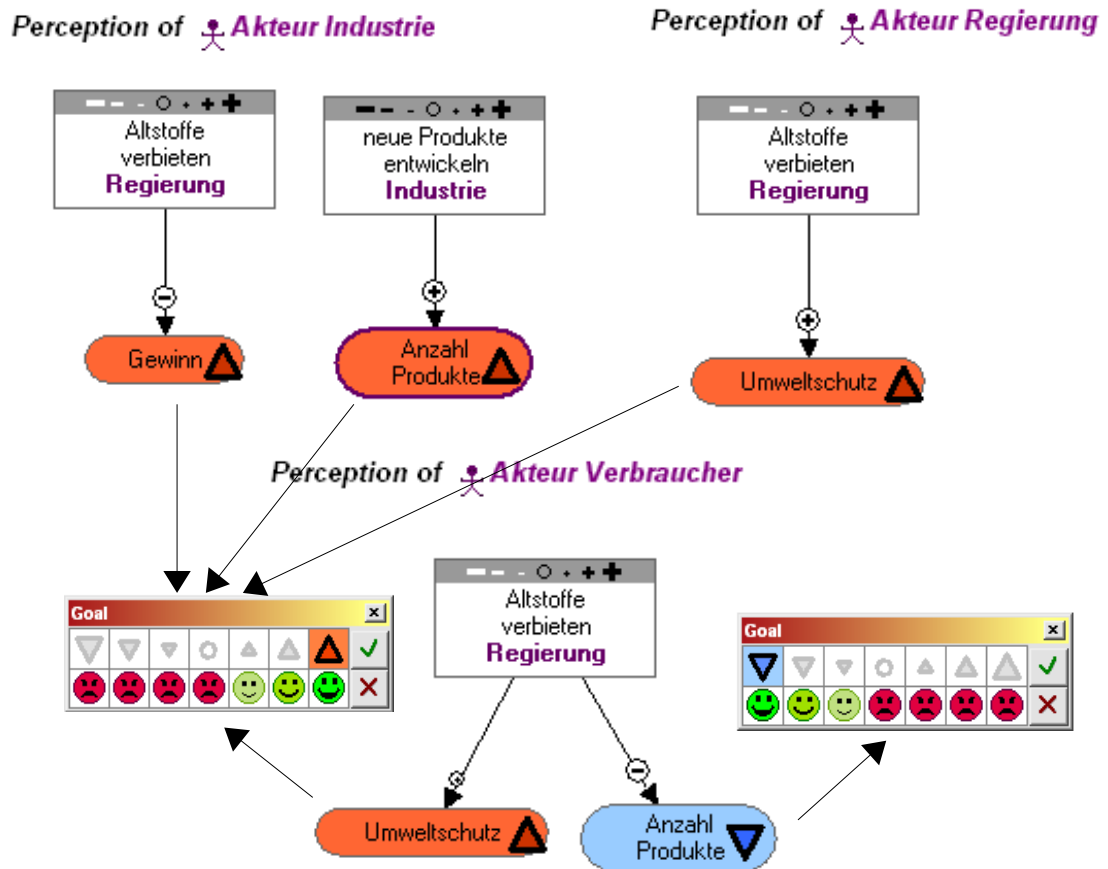 Perception of Akteur Industrie
Perception of Akteur Regierung
Altstoffe
verbieten
Regierung
neue Produkte
entwickeln
Industrie
Altstoffe
verbieten
Regierung
Gewinn
Anzahl
Produkte
Umweltschutz
Perception of Akteur Verbraucher
Altstoffe
verbieten
Regierung
Goal
Goal
Umweltschutz
Anzahl
Produkte